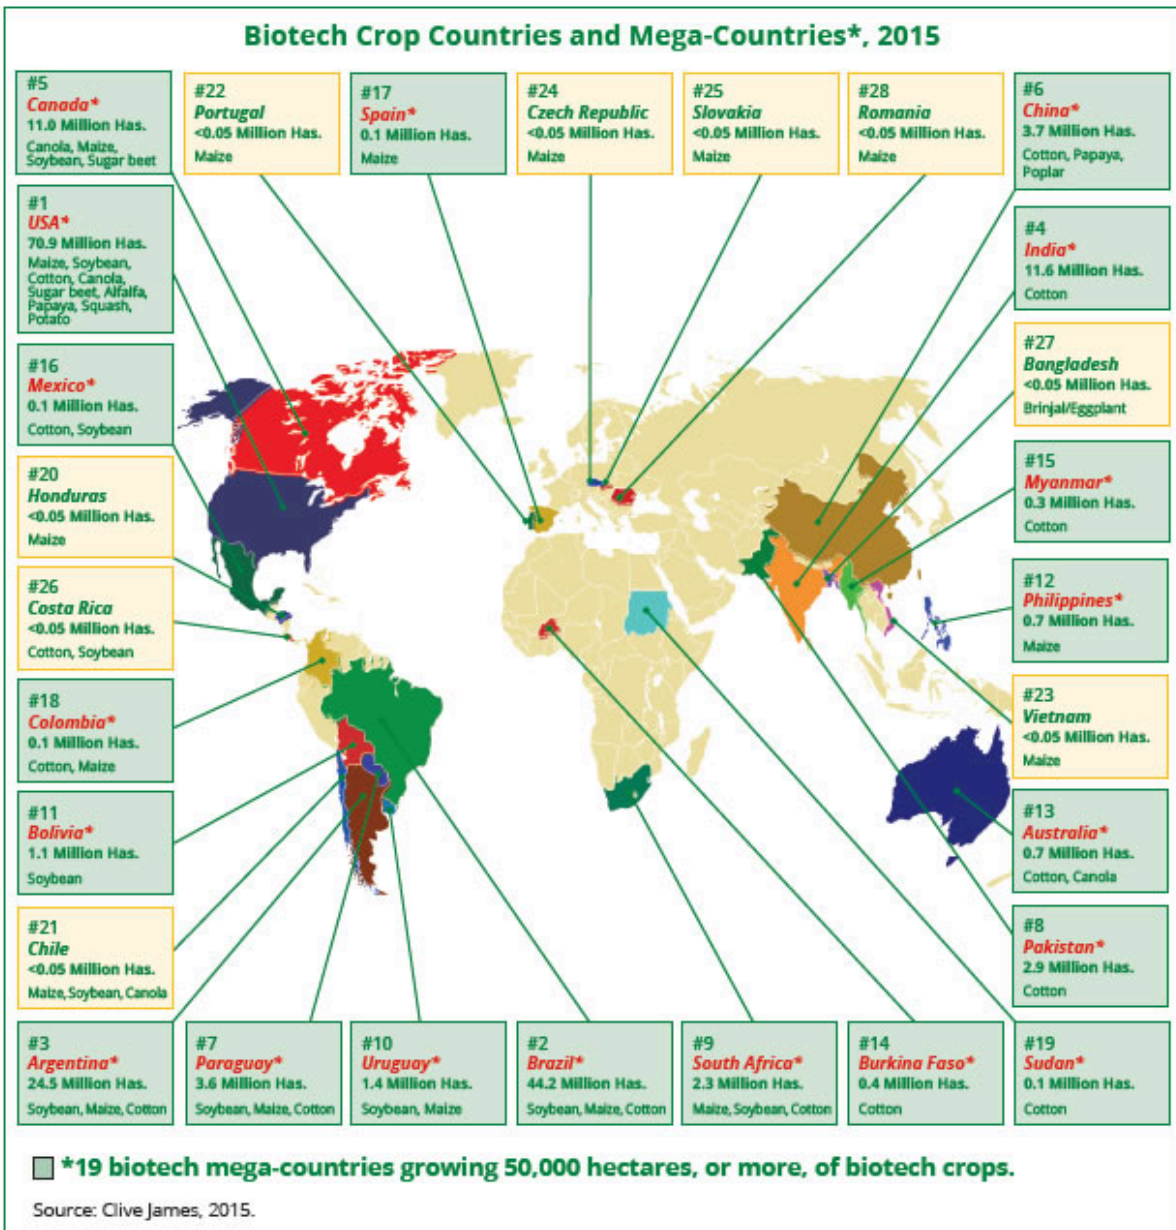 Biotech Crop Countries and Mega-Countries*, 2015
#5
Canada*
11.0 Million Has.
Canola, Maize,
Soybean, Sugar beet
#22
Portugal
<0.05 Million Has.
Maize
#17
Spain*
0.1 Million Has.
Maize
#24
Czech Republic
<0.05 Million Has.
Maize
#25
Slovakia
<0.05 Million Has.
Maize
#28
Romania
<0.05 Million Has.
Maize
#6
China*
3.7 Million Has.
Cotton, Papaya,
Poplar
#1
USA*
70.9 Million Has.
Maize, Soybean,
Cotton, Canola,
Sugar beet, Alfalfa,
Papaya, Squash,
Potato
#4
India*
11.6 Million Has.
Cotton
#16
Mexico*
0.1 Million Has.
Cotton, Soybean
#27
Bangladesh
<0.05 Million Has.
Brinjal/Eggplant
#20
Honduras
<0.05 Million Has.
Maize
#15
Myanmar*
0.3 Million Has.
Cotton
#26
Costa Rica
<0.05 Million Has.
Cotton, Soybean
#12
Philippines*
0.7 Million Has.
Maize
#18
Colombia*
0.1 Million Has.
Cotton, Maize
#23
Vietnam
<0.05 Million Has.
Maize
#11
Bolivia*
1.1 Million Has.
Soybean
#13
Australia*
0.7 Million Has.
Cotton, Canola
#21
Chile
<0.05 Million Has.
Maize, Soybean, Canola
#8
Pakistan*
2.9 Million Has.
Cotton
#3
Argentina*
24.5 Million Has.
Soybean, Maize, Cotton
#7
Paraguay*
3.6 Million Has.
Soybean, Maize, Cotton
#10
Uruguay*
1.4 Million Has.
Soybean, Maize
#2
Brazil*
44.2 Million Has.
Soybean, Maize, Cotton
#9
South Africa*
2.3 Million Has.
Maize, Soybean, Cotton
#14
Burkina Faso*
0.4 Million Has.
Cotton
#19
Sudan*
0.1 Million Has.
Cotton
*19 biotech mega-countries growing 50,000 hectares, or more, of biotech crops.
Source: Clive James, 2015.